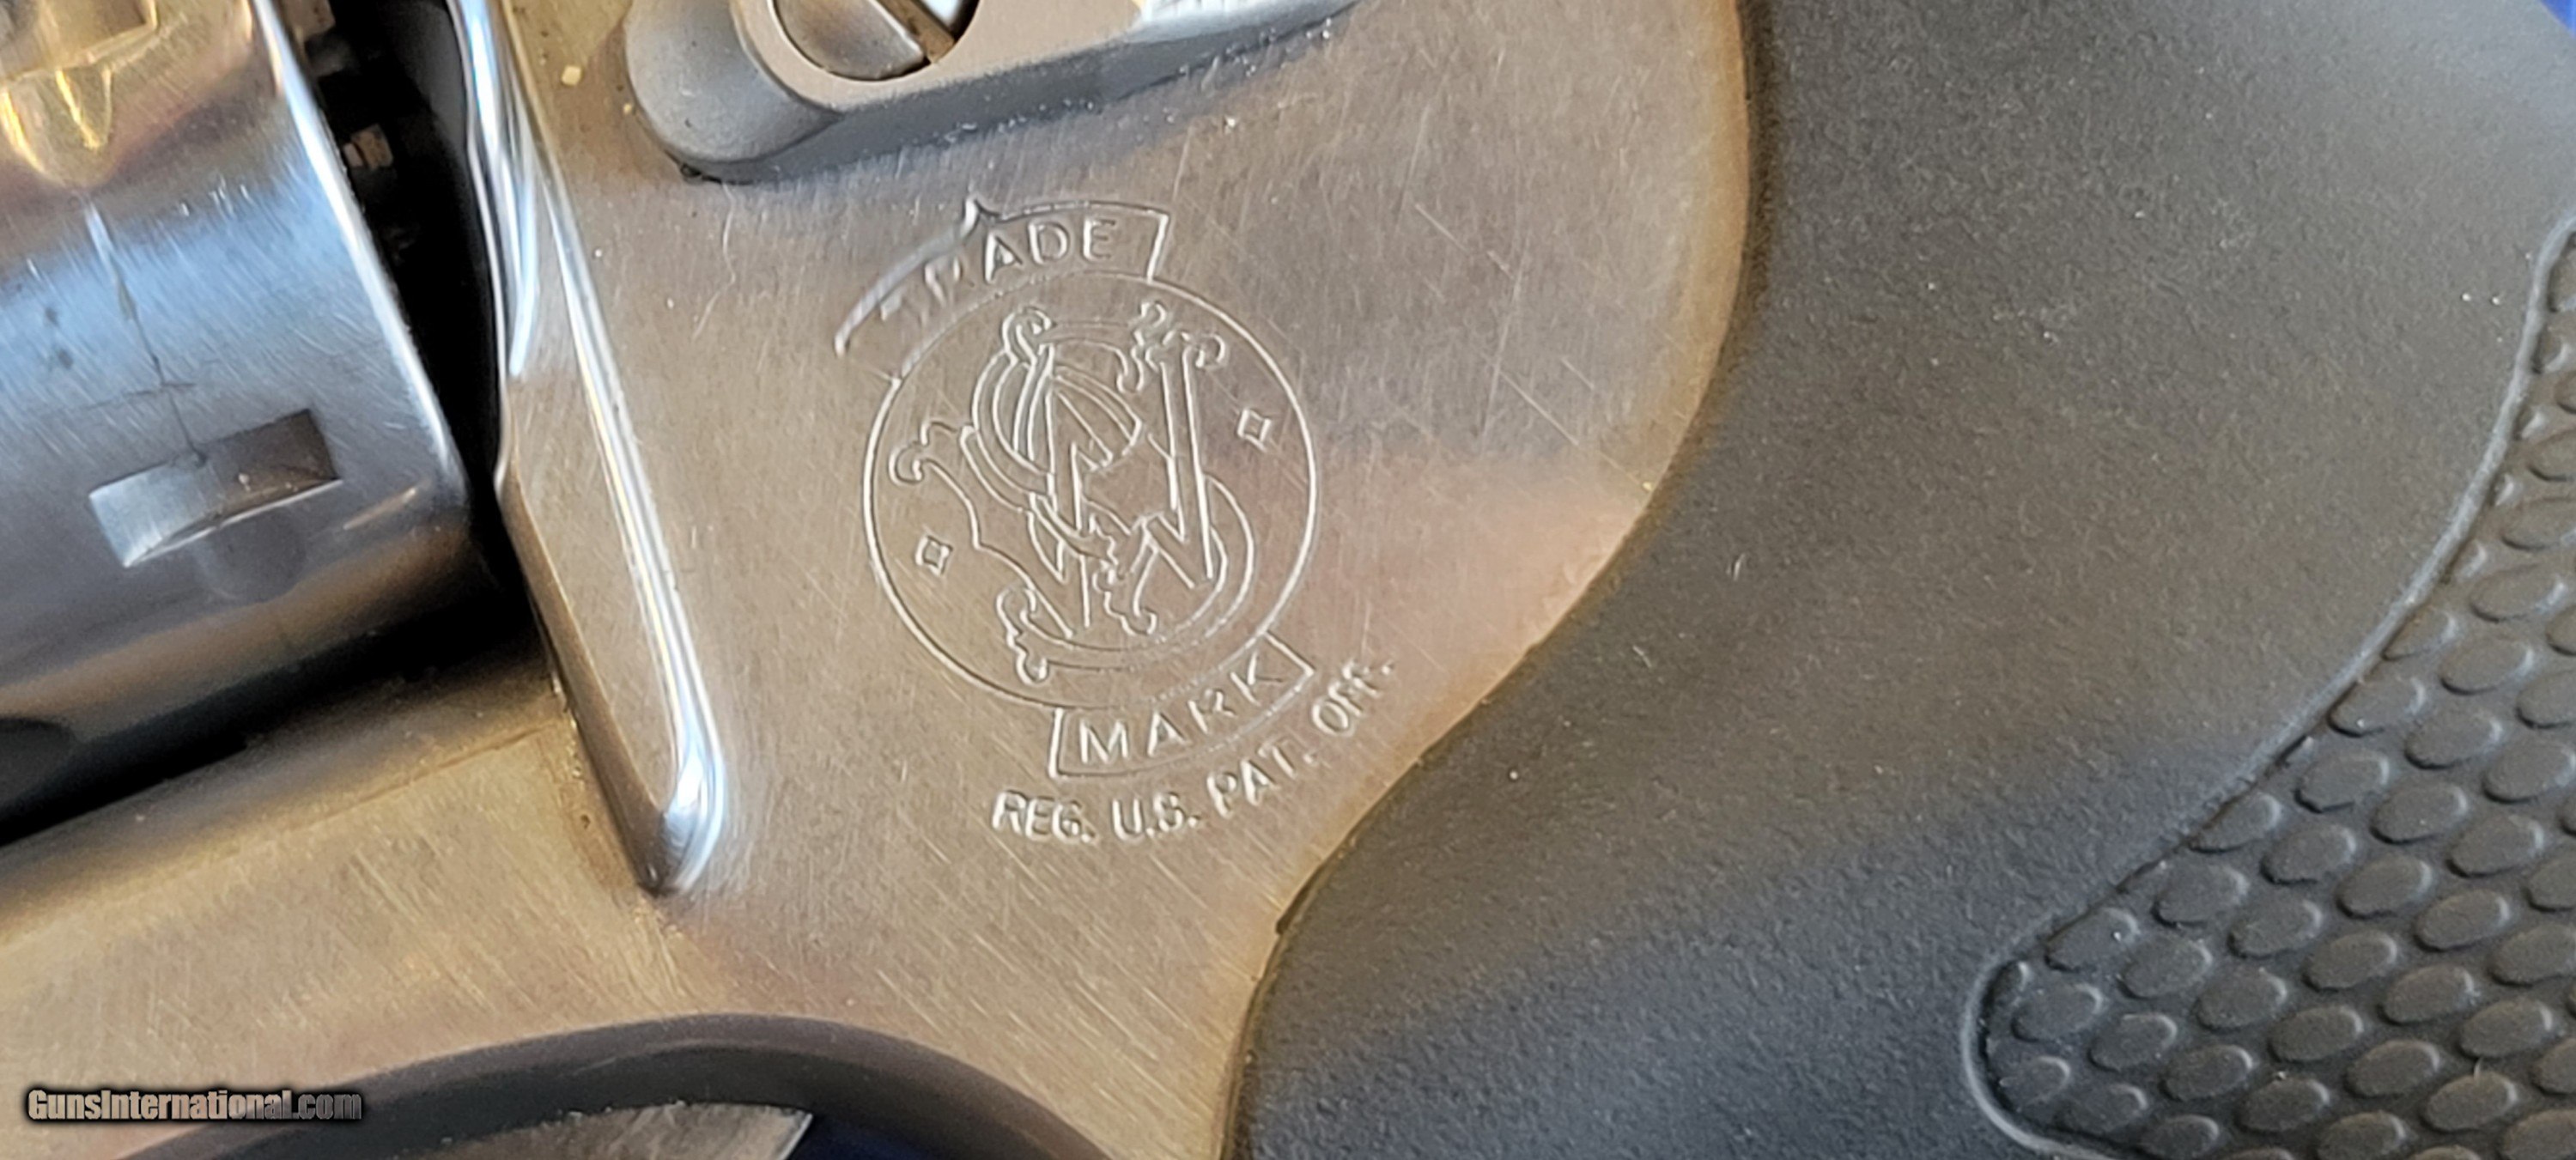 TRADE
S W
MARK
REG. U.S. PAT. OFF.
GunsInternational.com